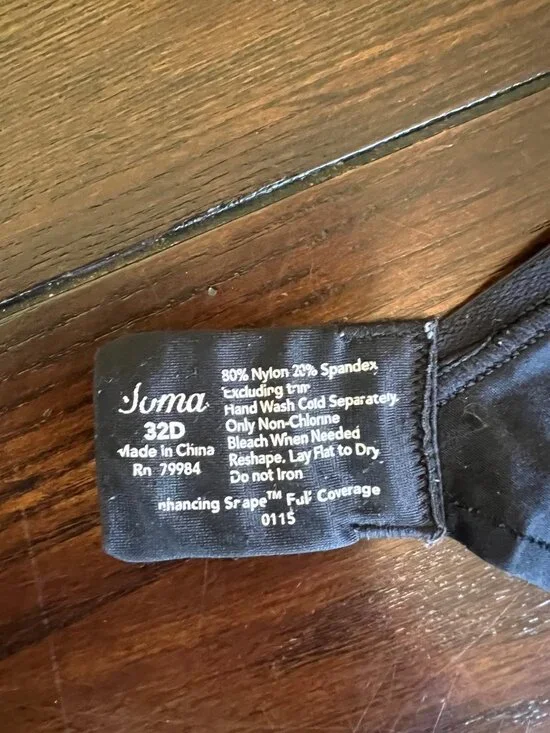 Soma
32D
Made in China
Rn 79984
80% Nylon 20% Spandex
Excluding trim
Hand Wash Cold Separately
Only Non-Chlorine
Bleach When Needed
Reshape, Lay Flat to Dry
Do not Iron
Enhancing Shape™ Full Coverage
0115